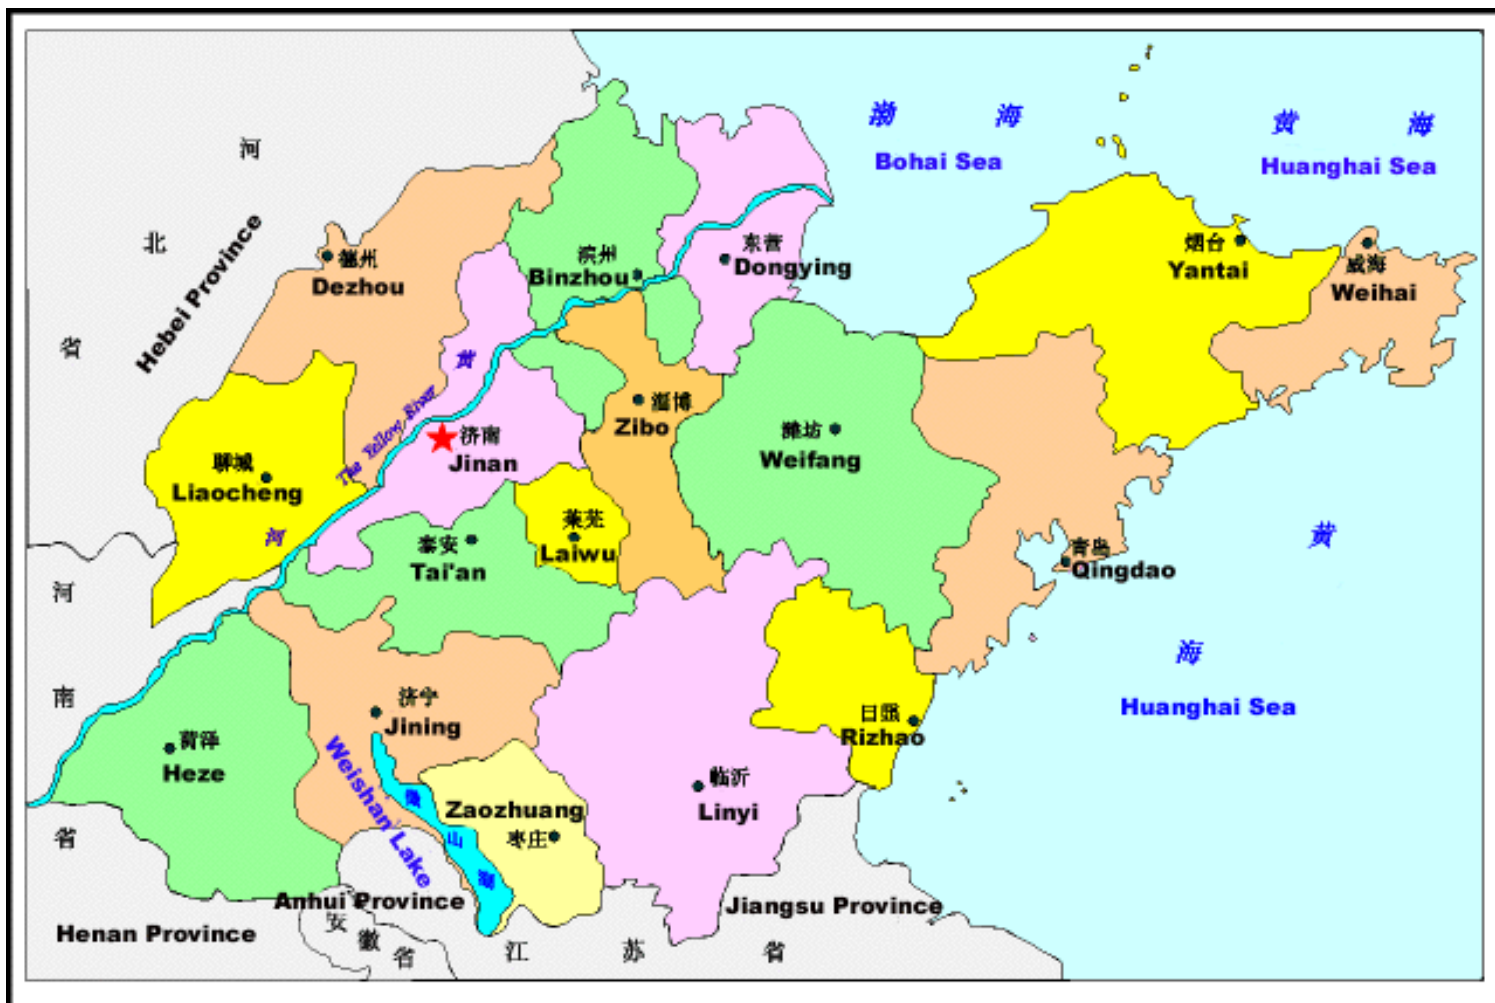 渤 海
Bohai Sea
黄 海
Huanghai Sea
河
北
省
Hebei Province
德州
Dezhou
滨州
Binzhou
东营
Dongying
烟台
Yantai
威海
Weihai
黄
The Yellow River
河
济南
Jinan
淄博
Zibo
潍坊
Weifang
聊城
Liaocheng
莱芜
Laiwu
泰安
Tai'an
青岛
Qingdao
黄
海
Huanghai Sea
河
南
省
Henan Province
济宁
Jining
菏泽
Heze
日照
Rizhao
临沂
Linyi
Zaozhuang
枣庄
Weishan Lake
微
山
湖
Anhui Province
安
徽
省
Jiangsu Province
江 苏 省